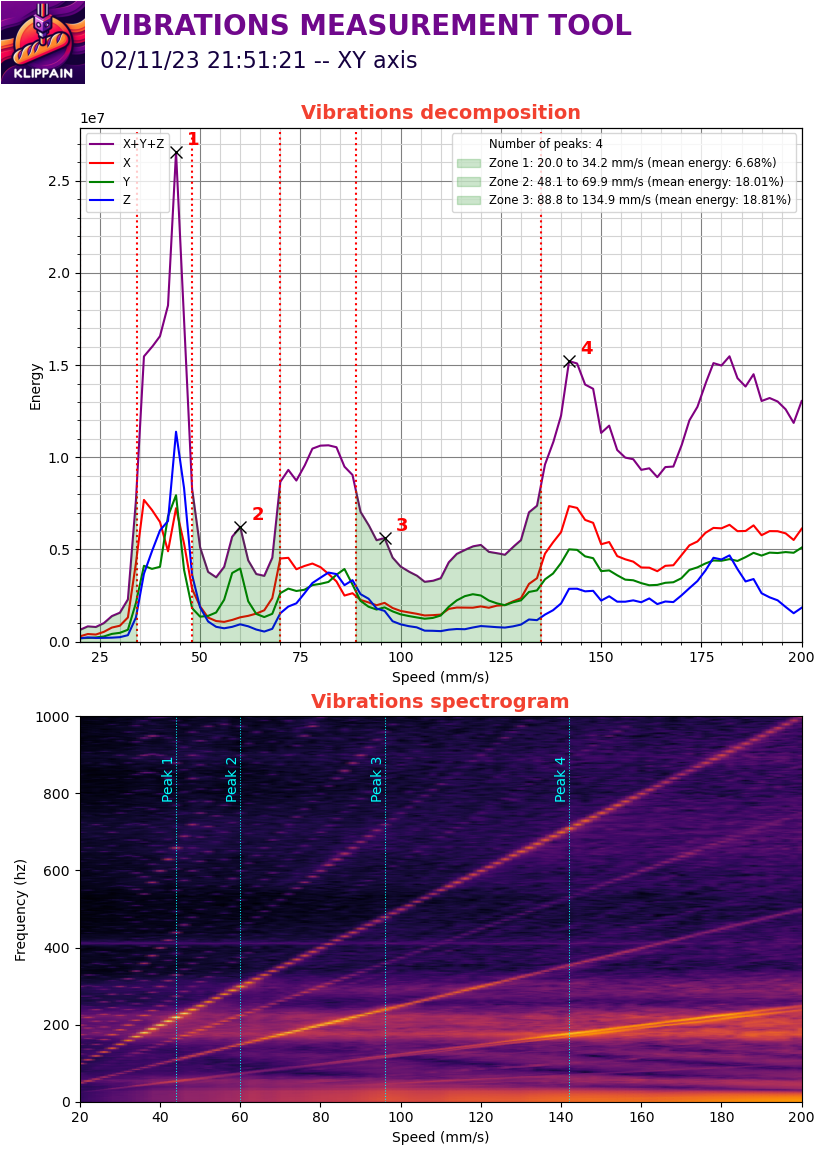 KLIPPAIN
VIBRATIONS MEASUREMENT TOOL
02/11/23 21:51:21 -- XY axis
Vibrations decomposition
1e7
X+Y+Z
X
Y
Z
Number of peaks: 4
Zone 1: 20.0 to 34.2 mm/s (mean energy: 6.68%)
Zone 2: 48.1 to 69.9 mm/s (mean energy: 18.01%)
Zone 3: 88.8 to 134.9 mm/s (mean energy: 18.81%)
1
2
3
4
Energy
2.5
2.0
1.5
1.0
0.5
0.0
25 50 75 100 125 150 175 200
Speed (mm/s)
Vibrations spectrogram
Peak 1
Peak 2
Peak 3
Peak 4
Frequency (hz)
1000
800
600
400
200
0
20 40 60 80 100 120 140 160 180 200
Speed (mm/s)